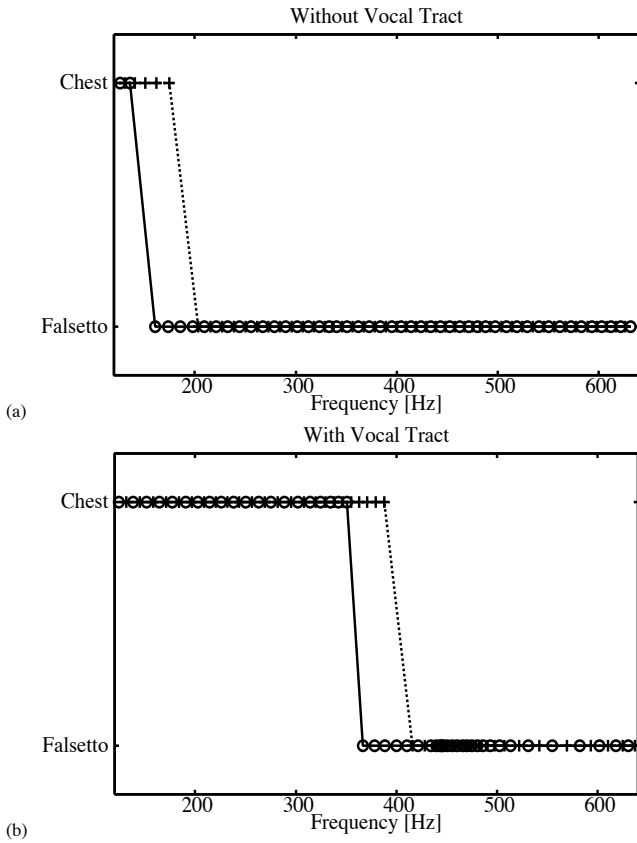 Without Vocal Tract
Chest
Falsetto
200 300 400 500 600
Frequency [Hz]
(a)
With Vocal Tract
Chest
Falsetto
200 300 400 500 600
Frequency [Hz]
(b)